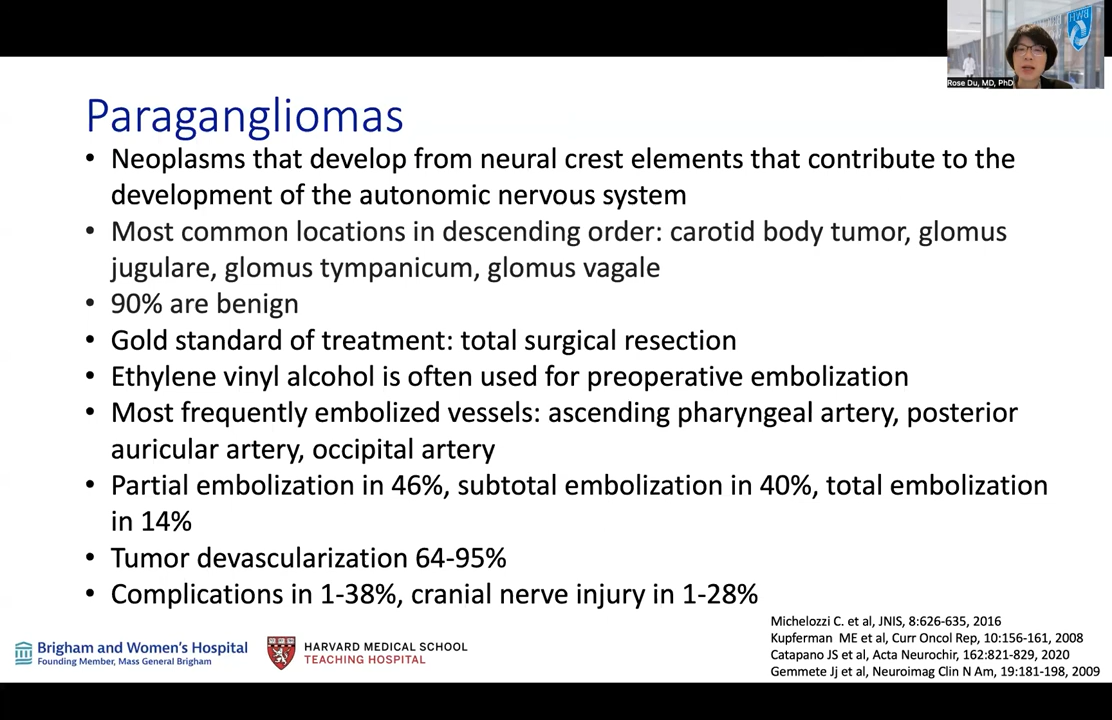 Rose Du, MD, PhD
Paragangliomas
• Neoplasms that develop from neural crest elements that contribute to the
development of the autonomic nervous system
• Most common locations in descending order: carotid body tumor, glomus
jugulare, glomus tympanicum, glomus vagale
• 90% are benign
• Gold standard of treatment: total surgical resection
• Ethylene vinyl alcohol is often used for preoperative embolization
• Most frequently embolized vessels: ascending pharyngeal artery, posterior
auricular artery, occipital artery
• Partial embolization in 46%, subtotal embolization in 40%, total embolization
in 14%
• Tumor devascularization 64-95%
• Complications in 1-38%, cranial nerve injury in 1-28%
Michelozzi C. et al, JNIS, 8:626-635, 2016
Kupferman ME et al, Curr Oncol Rep, 10:156-161, 2008
Catapano JS et al, Acta Neurochir, 162:821-829, 2020
Gemmete Jj et al, Neuroimag Clin N Am, 19:181-198, 2009
Brigham and Women's Hospital
Founding Member, Mass General Brigham
HARVARD MEDICAL SCHOOL
TEACHING HOSPITAL